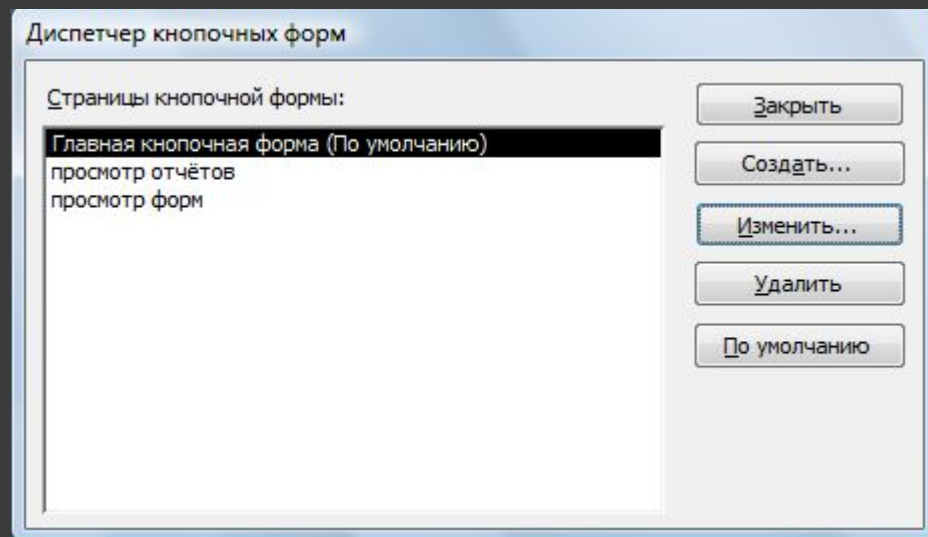 Диспетчер кнопочных форм
Страницы кнопочной формы:
Главная кнопочная форма (По умолчанию)
просмотр отчётов
просмотр форм
Закрыть
Создать...
Изменить...
Удалить
По умолчанию